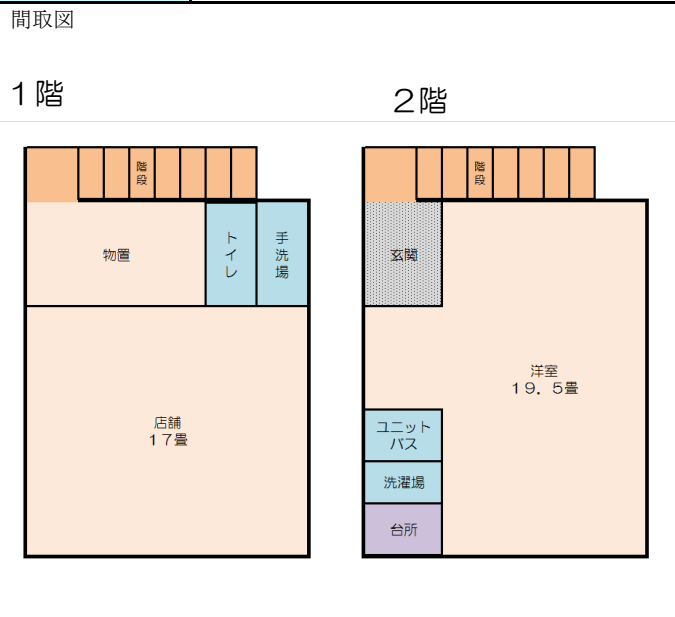 間取図
1階
2階
階段
物置
トイレ
手洗場
店舗
17畳
階段
玄関
洋室
19．5畳
ユニット
バス
洗濯場
台所